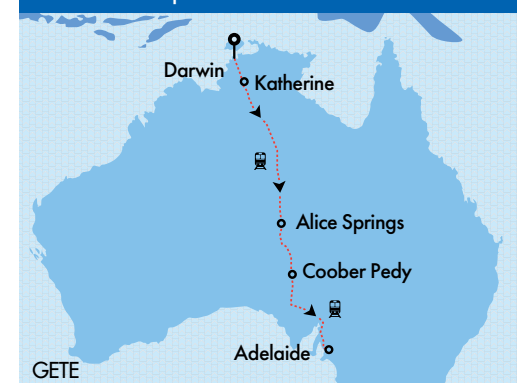 Darwin
Katherine
Alice Springs
Coober Pedy
Adelaide
GETE